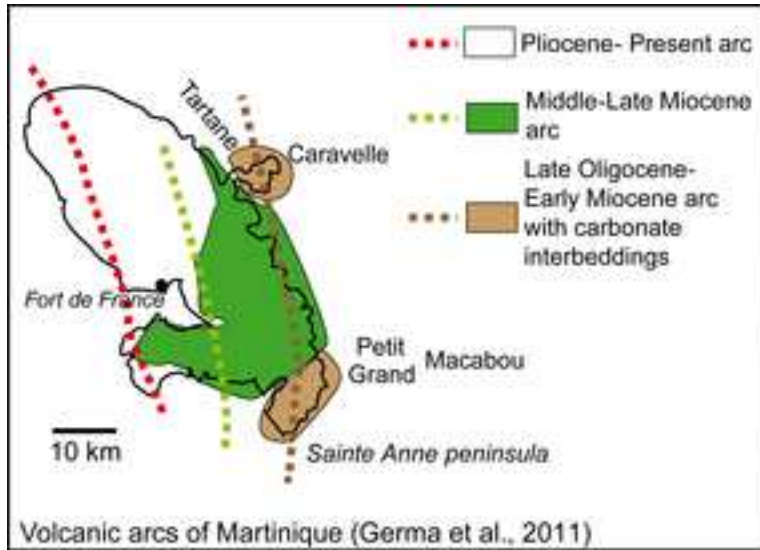 Pliocene- Present arc
Middle-Late Miocene
arc
Late Oligocene-
Early Miocene arc
with carbonate
interbeddings
Tartane
Caravelle
Fort de France
Petit
Grand
Macabou
10 km
Sainte Anne peninsula
Volcanic arcs of Martinique (Germa et al., 2011)